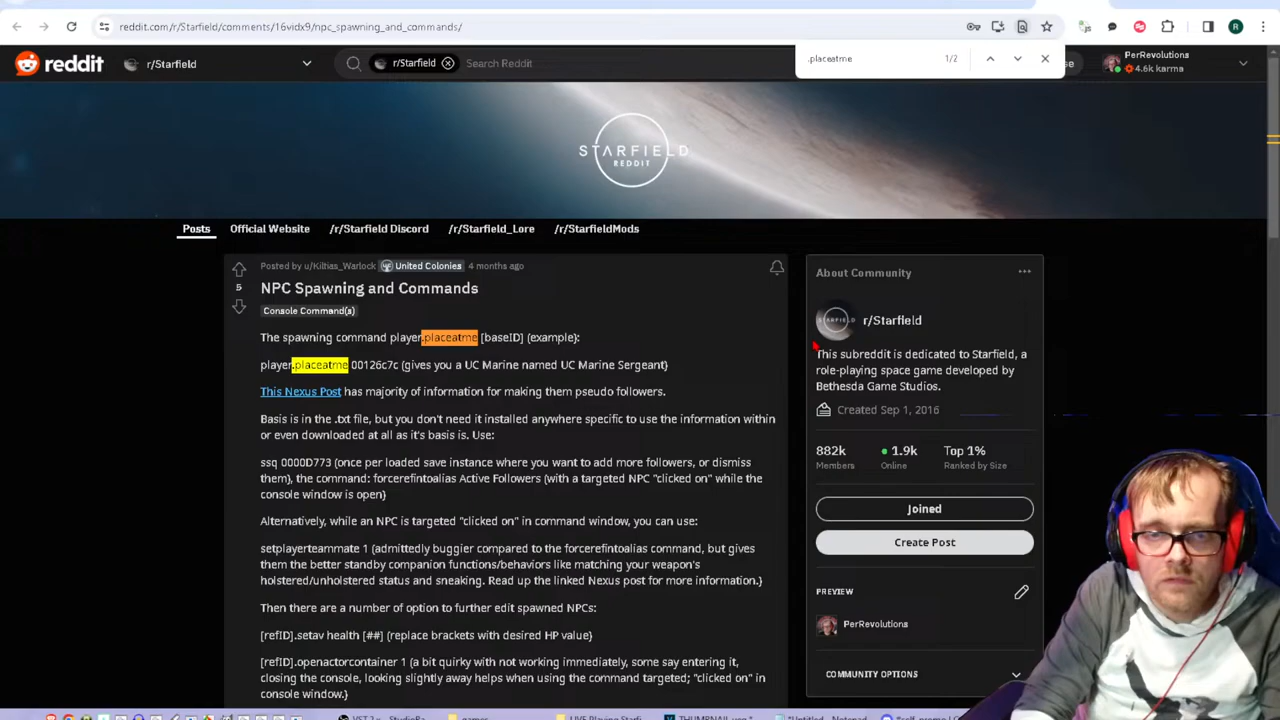 reddit.com/r/Starfield/comments/16vidx9/npc_spawning_and_commands/
R
.placeatme 1/2
reddit
r/Starfield
r/Starfield
Search Reddit
PerRevolutions
4.6k karma
STARFIELD
REDDIT
Posts Official Website /r/Starfield Discord /r/Starfield_Lore /r/StarfieldMods
Posted by u/Kiltias_Warlock United Colonies 4 months ago
5
NPC Spawning and Commands
Console Command(s)
The spawning command player.placeatme [baseID] (example):
player.placeatme 00126c7c (gives you a UC Marine named UC Marine Sergeant)
This Nexus Post has majority of information for making them pseudo followers.
Basis is in the .txt file, but you don't need it installed anywhere specific to use the information within
or even downloaded at all as it's basis is. Use:
ssq 0000D773 (once per loaded save instance where you want to add more followers, or dismiss
them), the command: forcerefintoalias Active Followers (with a targeted NPC "clicked on" while the
console window is open)
Alternatively, while an NPC is targeted "clicked on" in command window, you can use:
setplayerteammate 1 (admittedly buggier compared to the forcerefintoalias command, but gives
them the better standby companion functions/behaviors like matching your weapon's
holstered/unholstered status and sneaking. Read up the linked Nexus post for more information.)
Then there are a number of option to further edit spawned NPCs:
[refID].setav health [##] (replace brackets with desired HP value)
[refID].openactorcontainer 1 (a bit quirky with not working immediately, some say entering it,
closing the console, looking slightly away helps when using the command targeted; "clicked on" in
console window.)
About Community
STARFIELD
r/Starfield
This subreddit is dedicated to Starfield, a
role-playing space game developed by
Bethesda Game Studios.
Created Sep 1, 2016
882k 1.9k Top 1%
Members Online Ranked by Size
Joined
Create Post
PREVIEW
PerRevolutions
COMMUNITY OPTIONS